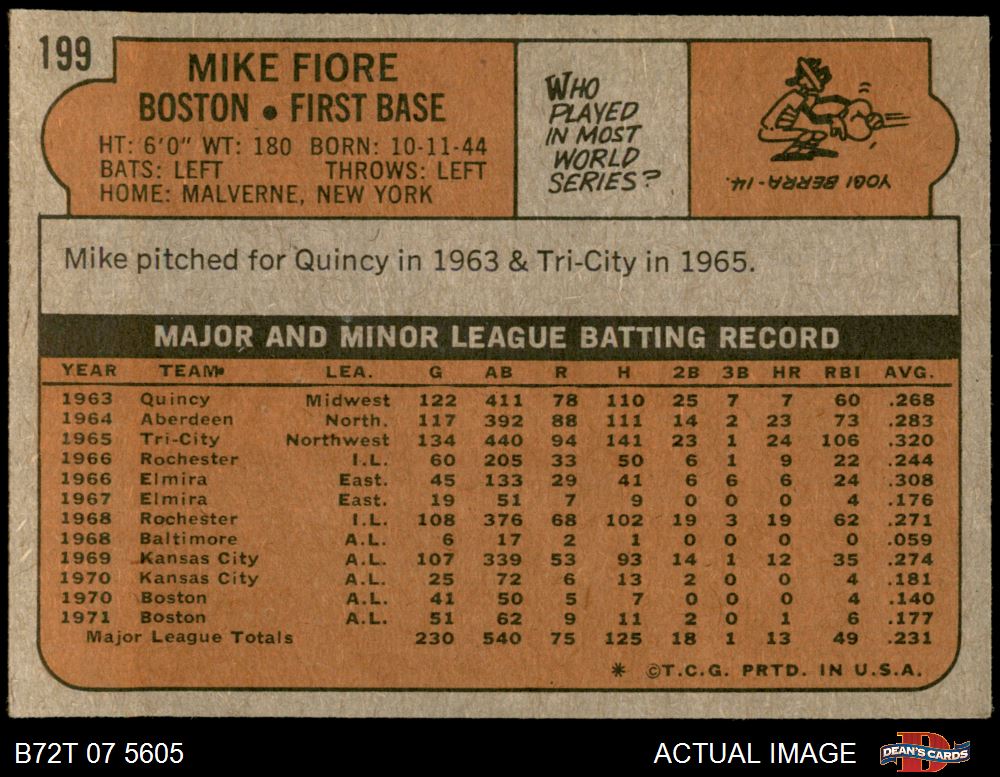 199
MIKE FIORE
BOSTON • FIRST BASE
HT: 6'0" WT: 180 BORN: 10-11-44
BATS: LEFT THROWS: LEFT
HOME: MALVERNE, NEW YORK
WHO
PLAYED
IN MOST
WORLD
SERIES?
YOGI BERRA-14.
Mike pitched for Quincy in 1963 & Tri-City in 1965.
MAJOR AND MINOR LEAGUE BATTING RECORD
YEAR TEAM LEA. G AB R H 2B 3B HR RBI AVG.
1963 Quincy Midwest 122 411 78 110 25 7 7 60 .268
1964 Aberdeen North. 117 392 88 111 14 2 23 73 .283
1965 Tri-City Northwest 134 440 94 141 23 1 24 106 .320
1966 Rochester I.L. 60 205 33 50 6 1 9 22 .244
1966 Elmira East. 45 133 29 41 6 6 6 24 .308
1967 Elmira East. 19 51 7 9 0 0 0 4 .176
1968 Rochester I.L. 108 376 68 102 19 3 19 62 .271
1968 Baltimore A.L. 6 17 2 1 0 0 0 0 .059
1969 Kansas City A.L. 107 339 53 93 14 1 12 35 .274
1970 Kansas City A.L. 25 72 6 13 2 0 0 4 .181
1970 Boston A.L. 41 50 5 7 0 0 0 4 .140
1971 Boston A.L. 51 62 9 11 2 0 1 6 .177
Major League Totals 230 540 75 125 18 1 13 49 .231
* ©T.C.G. PRTD. IN U.S.A.
B72T 07 5605
ACTUAL IMAGE
DEAN'S CARDS